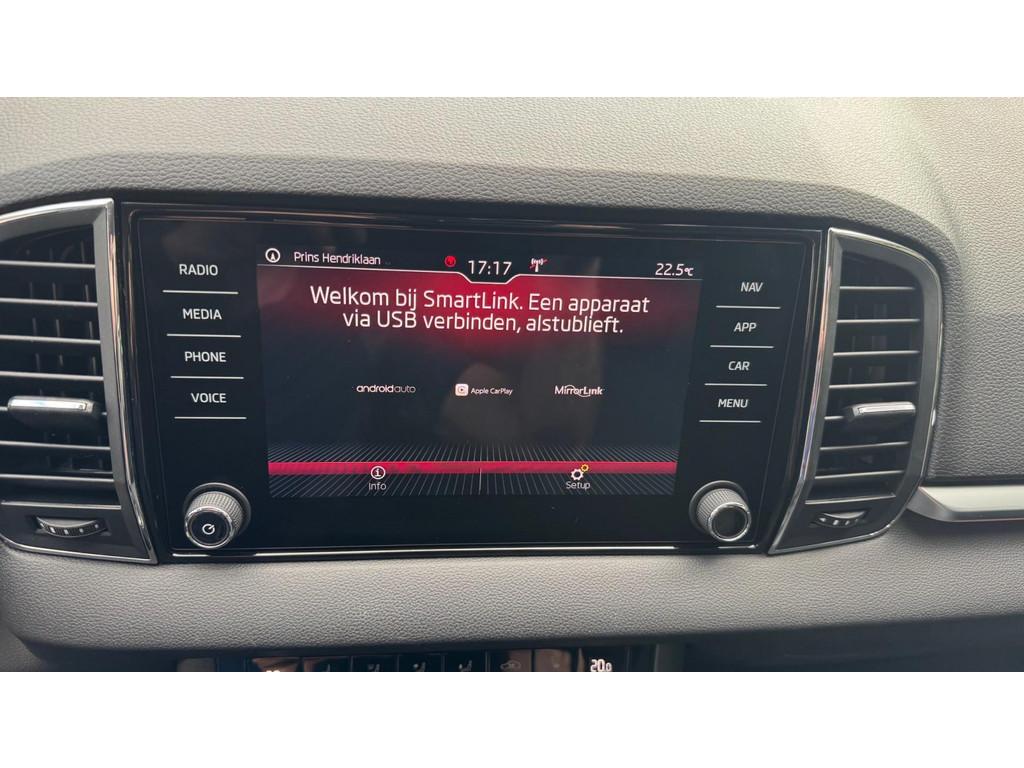 Prins Hendriklaan 17:17 22.5°C
RADIO
MEDIA
PHONE
VOICE
Welkom bij SmartLink. Een apparaat
via USB verbinden, alstublieft.
androidauto Apple CarPlay MirrorLink
Info Setup
NAV
APP
CAR
MENU
20.0